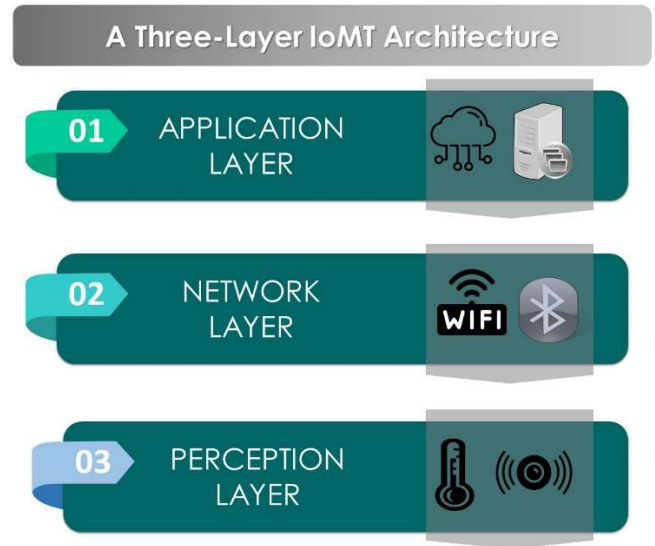 A Three-Layer IoMT Architecture
01
APPLICATION
LAYER
02
NETWORK
LAYER
WIFI
03
PERCEPTION
LAYER